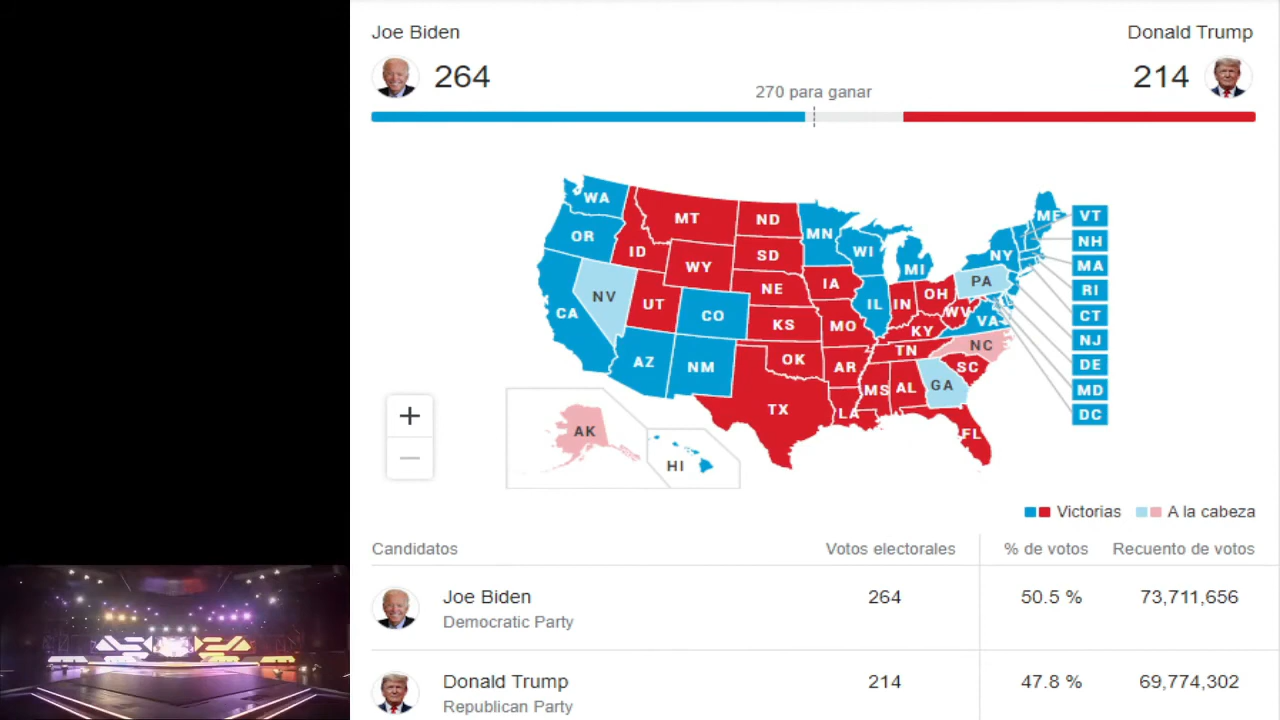 Joe Biden
Donald Trump
264
214
270 para ganar
WA
MT
ND
MN
ME
VT
OR
ID
SD
WI
NY
NH
WY
MI
MA
NV
UT
NE
IA
PA
RI
CA
CO
IL
IN
OH
WV
VA
CT
KS
MO
KY
NJ
AZ
NM
OK
AR
TN
NC
DE
TX
MS
AL
GA
SC
MD
LA
DC
AK
FL
HI
+
−
Victorias
A la cabeza
Candidatos
Votos electorales
% de votos
Recuento de votos
Joe Biden
264
50.5 %
73,711,656
Democratic Party
Donald Trump
214
47.8 %
69,774,302
Republican Party